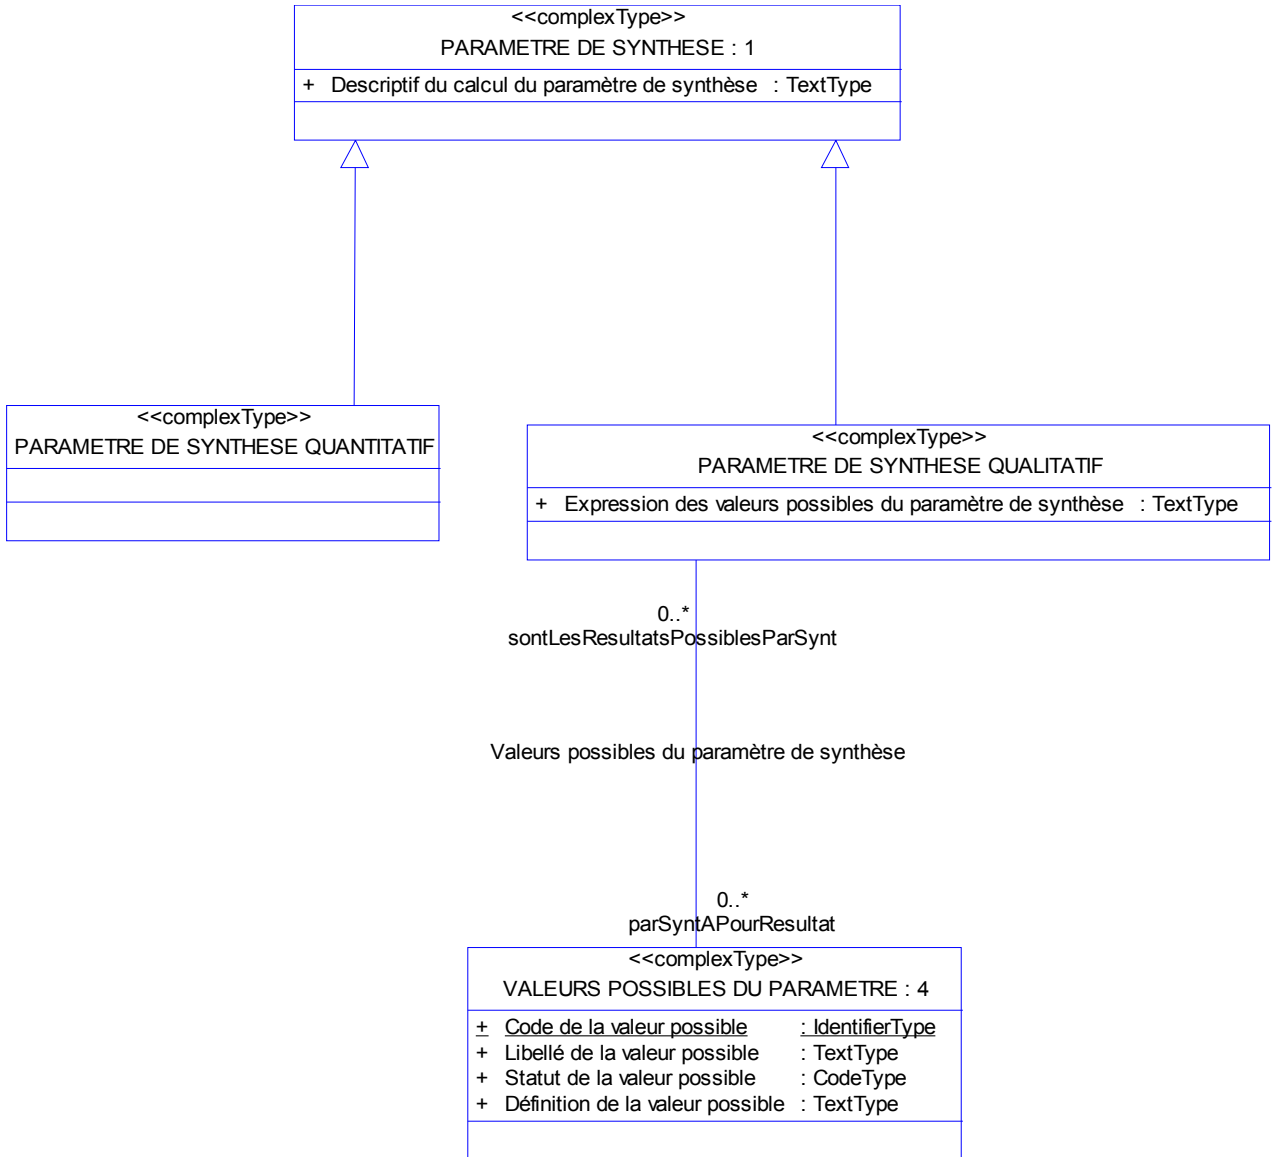 <<complexType>>
PARAMETRE DE SYNTHESE : 1
+ Descriptif du calcul du paramètre de synthèse : TextType
<<complexType>>
PARAMETRE DE SYNTHESE QUANTITATIF
<<complexType>>
PARAMETRE DE SYNTHESE QUALITATIF
+ Expression des valeurs possibles du paramètre de synthèse : TextType
0..*
sontLesResultatsPossiblesParSynt
Valeurs possibles du paramètre de synthèse
0..*
parSyntAPourResultat
<<complexType>>
VALEURS POSSIBLES DU PARAMETRE : 4
+ Code de la valeur possible : IdentifierType
+ Libellé de la valeur possible : TextType
+ Statut de la valeur possible : CodeType
+ Définition de la valeur possible : TextType